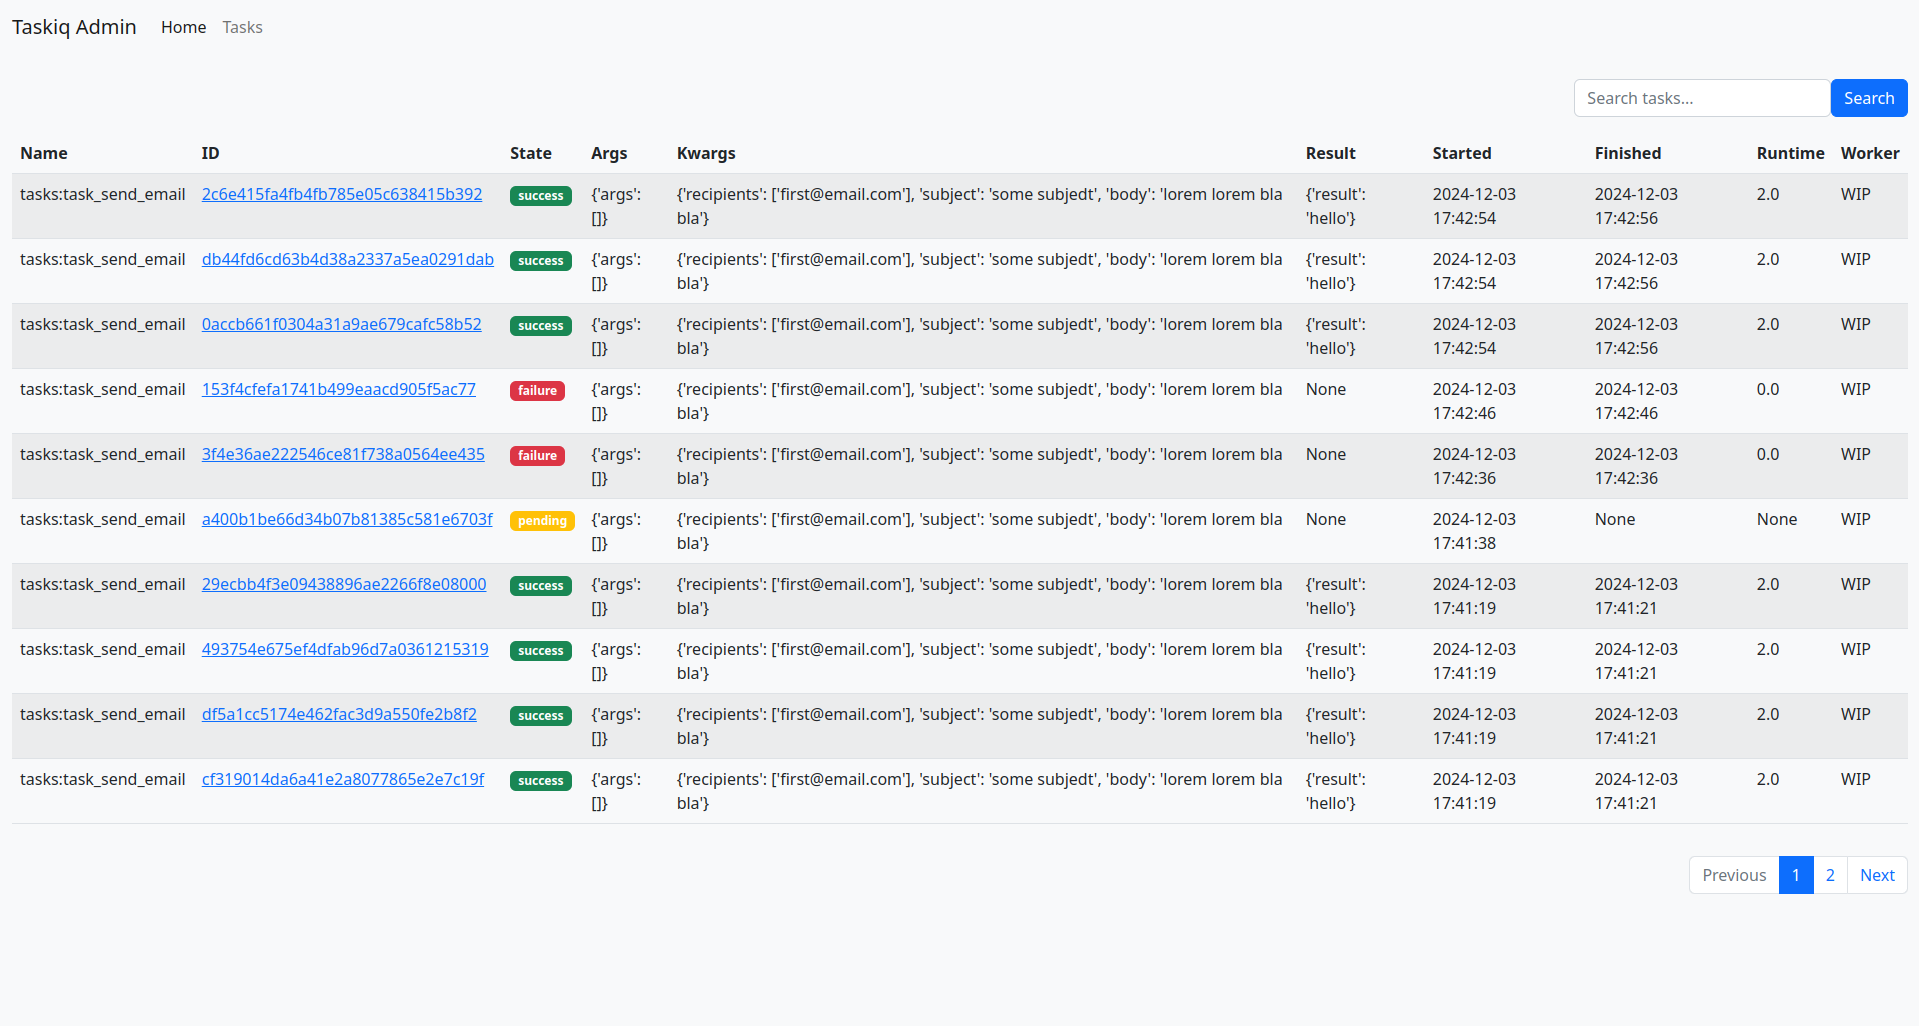 Taskiq Admin Home Tasks
Search tasks... Search
Name ID State Args Kwargs Result Started Finished Runtime Worker
tasks:task_send_email 2c6e415fa4fb4fb785e05c638415b392 success {'args': {'recipients': ['first@email.com'], 'subject': 'some subjedt', 'body': 'lorem lorem bla {'result': 2024-12-03 2024-12-03 2.0 WIP
[]} bla'} 'hello'} 17:42:54 17:42:56
tasks:task_send_email db44fd6cd63b4d38a2337a5ea0291dab success {'args': {'recipients': ['first@email.com'], 'subject': 'some subjedt', 'body': 'lorem lorem bla {'result': 2024-12-03 2024-12-03 2.0 WIP
[]} bla'} 'hello'} 17:42:54 17:42:56
tasks:task_send_email 0accb661f0304a31a9ae679cafc58b52 success {'args': {'recipients': ['first@email.com'], 'subject': 'some subjedt', 'body': 'lorem lorem bla {'result': 2024-12-03 2024-12-03 2.0 WIP
[]} bla'} 'hello'} 17:42:54 17:42:56
tasks:task_send_email 153f4cfefa1741b499eaacd905f5ac77 failure {'args': {'recipients': ['first@email.com'], 'subject': 'some subjedt', 'body': 'lorem lorem bla None 2024-12-03 2024-12-03 0.0 WIP
[]} bla'} 17:42:46 17:42:46
tasks:task_send_email 3f4e36ae222546ce81f738a0564ee435 failure {'args': {'recipients': ['first@email.com'], 'subject': 'some subjedt', 'body': 'lorem lorem bla None 2024-12-03 2024-12-03 0.0 WIP
[]} bla'} 17:42:36 17:42:36
tasks:task_send_email a400b1be66d34b07b81385c581e6703f pending {'args': {'recipients': ['first@email.com'], 'subject': 'some subjedt', 'body': 'lorem lorem bla None 2024-12-03 None None WIP
[]} bla'} 17:41:38
tasks:task_send_email 29ecbb4f3e09438896ae2266f8e08000 success {'args': {'recipients': ['first@email.com'], 'subject': 'some subjedt', 'body': 'lorem lorem bla {'result': 2024-12-03 2024-12-03 2.0 WIP
[]} bla'} 'hello'} 17:41:19 17:41:21
tasks:task_send_email 493754e675ef4dfab96d7a0361215319 success {'args': {'recipients': ['first@email.com'], 'subject': 'some subjedt', 'body': 'lorem lorem bla {'result': 2024-12-03 2024-12-03 2.0 WIP
[]} bla'} 'hello'} 17:41:19 17:41:21
tasks:task_send_email df5a1cc5174e462fac3d9a550fe2b8f2 success {'args': {'recipients': ['first@email.com'], 'subject': 'some subjedt', 'body': 'lorem lorem bla {'result': 2024-12-03 2024-12-03 2.0 WIP
[]} bla'} 'hello'} 17:41:19 17:41:21
tasks:task_send_email cf319014da6a41e2a8077865e2e7c19f success {'args': {'recipients': ['first@email.com'], 'subject': 'some subjedt', 'body': 'lorem lorem bla {'result': 2024-12-03 2024-12-03 2.0 WIP
[]} bla'} 'hello'} 17:41:19 17:41:21
Previous 1 2 Next